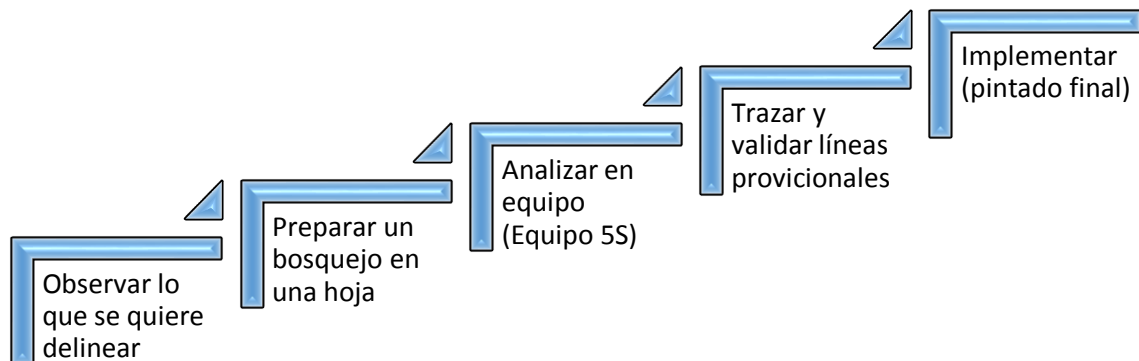 Observar lo
que se quiere
delinear
Preparar un
bosquejo en
una hoja
Analizar en
equipo
(Equipo 5S)
Trazar y
validar líneas
provicionales
Implementar
(pintado final)